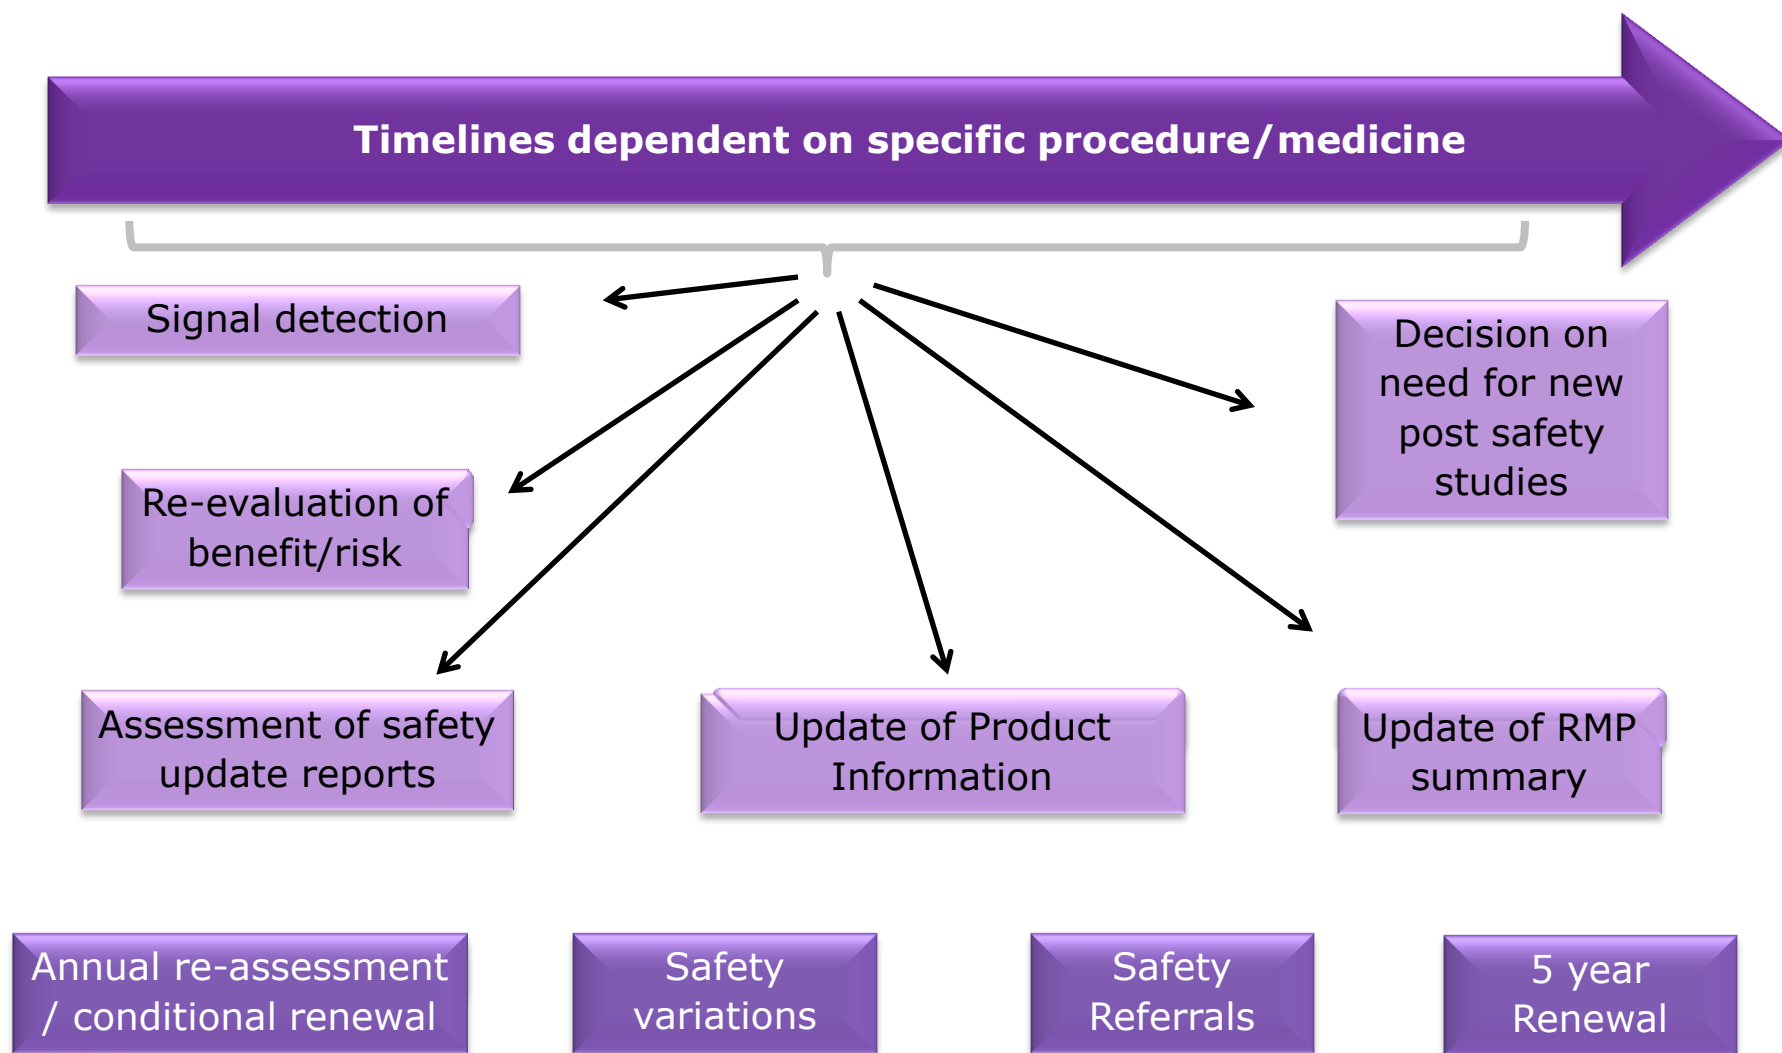 Timelines dependent on specific procedure/medicine
Signal detection
Decision on
need for new
post safety
studies
Re-evaluation of
benefit/risk
Assessment of safety
update reports
Update of Product
Information
Update of RMP
summary
Annual re-assessment
/ conditional renewal
Safety
variations
Safety
Referrals
5 year
Renewal